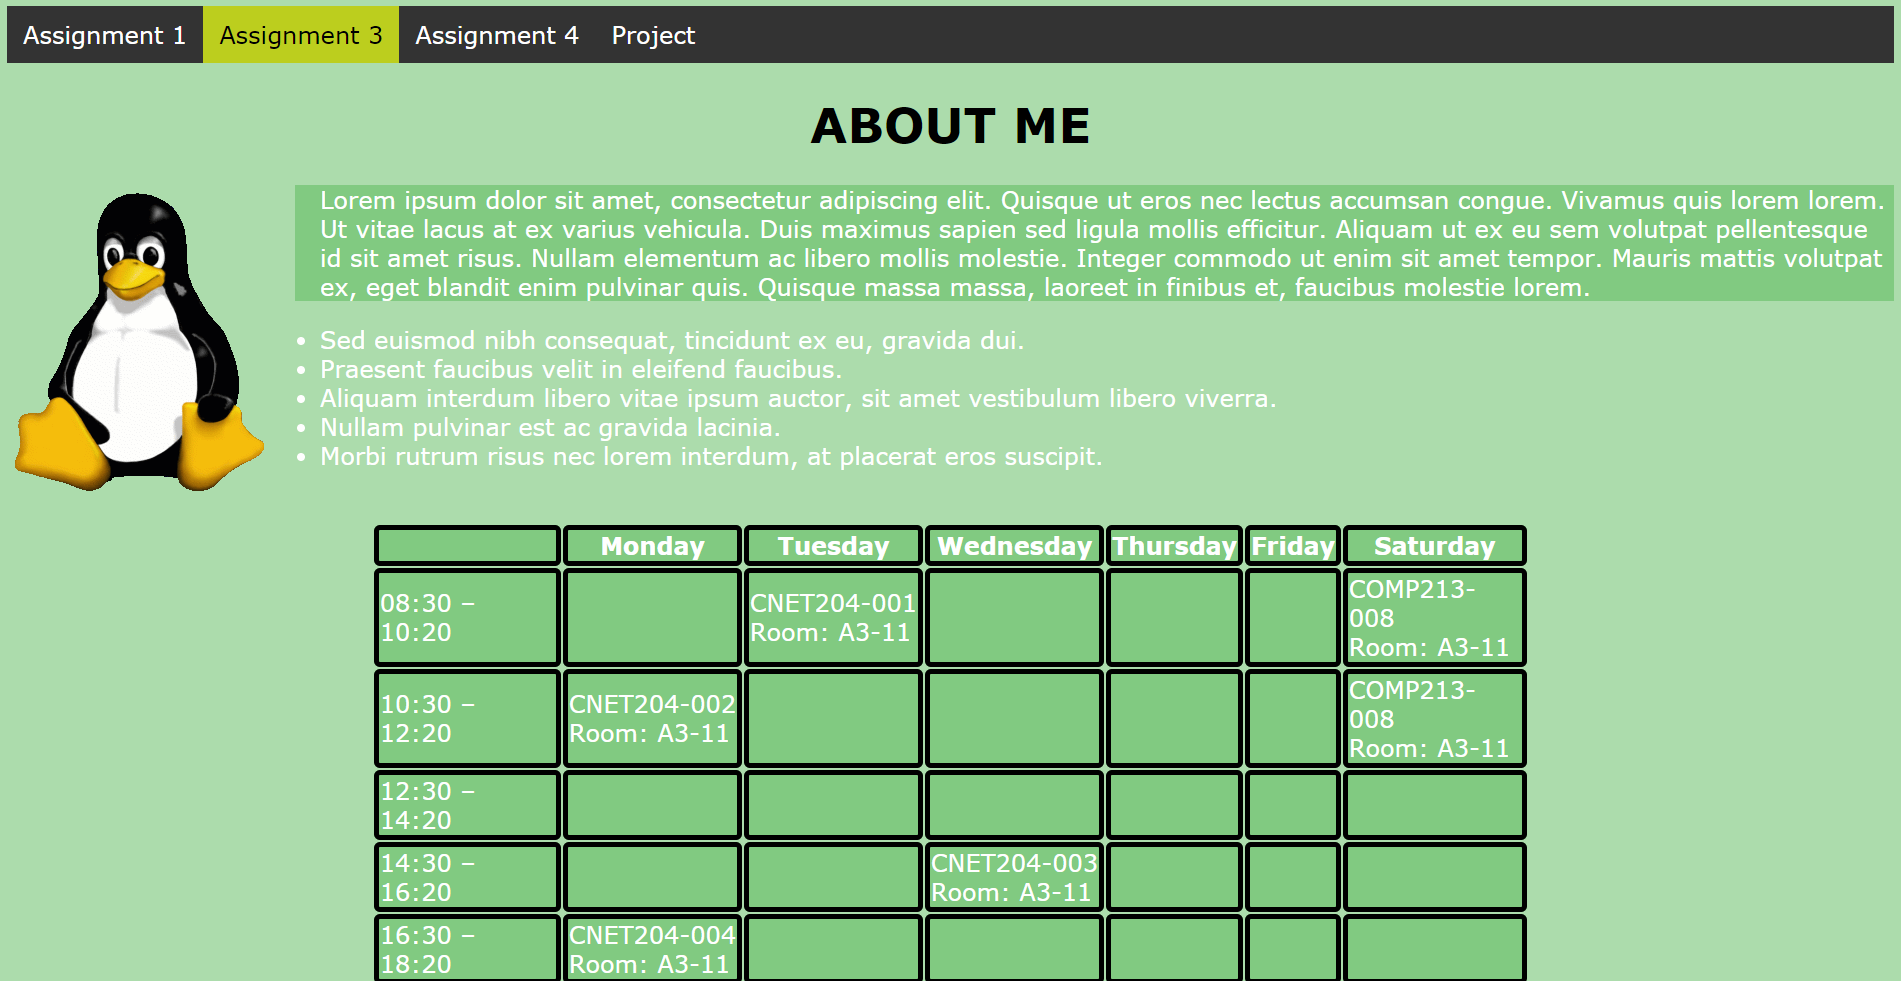 Assignment 1 Assignment 3 Assignment 4 Project
ABOUT ME
Lorem ipsum dolor sit amet, consectetur adipiscing elit. Quisque ut eros nec lectus accumsan congue. Vivamus quis lorem lorem.
Ut vitae lacus at ex varius vehicula. Duis maximus sapien sed ligula mollis efficitur. Aliquam ut ex eu sem volutpat pellentesque
id sit amet risus. Nullam elementum ac libero mollis molestie. Integer commodo ut enim sit amet tempor. Mauris mattis volutpat
ex, eget blandit enim pulvinar quis. Quisque massa massa, laoreet in finibus et, faucibus molestie lorem.
• Sed euismod nibh consequat, tincidunt ex eu, gravida dui.
• Praesent faucibus velit in eleifend faucibus.
• Aliquam interdum libero vitae ipsum auctor, sit amet vestibulum libero viverra.
• Nullam pulvinar est ac gravida lacinia.
• Morbi rutrum risus nec lorem interdum, at placerat eros suscipit.
Monday Tuesday Wednesday Thursday Friday Saturday
08:30 –
10:20
CNET204-001
Room: A3-11
COMP213-
008
Room: A3-11
10:30 –
12:20
CNET204-002
Room: A3-11
COMP213-
008
Room: A3-11
12:30 –
14:20
14:30 –
16:20
CNET204-003
Room: A3-11
16:30 –
18:20
CNET204-004
Room: A3-11